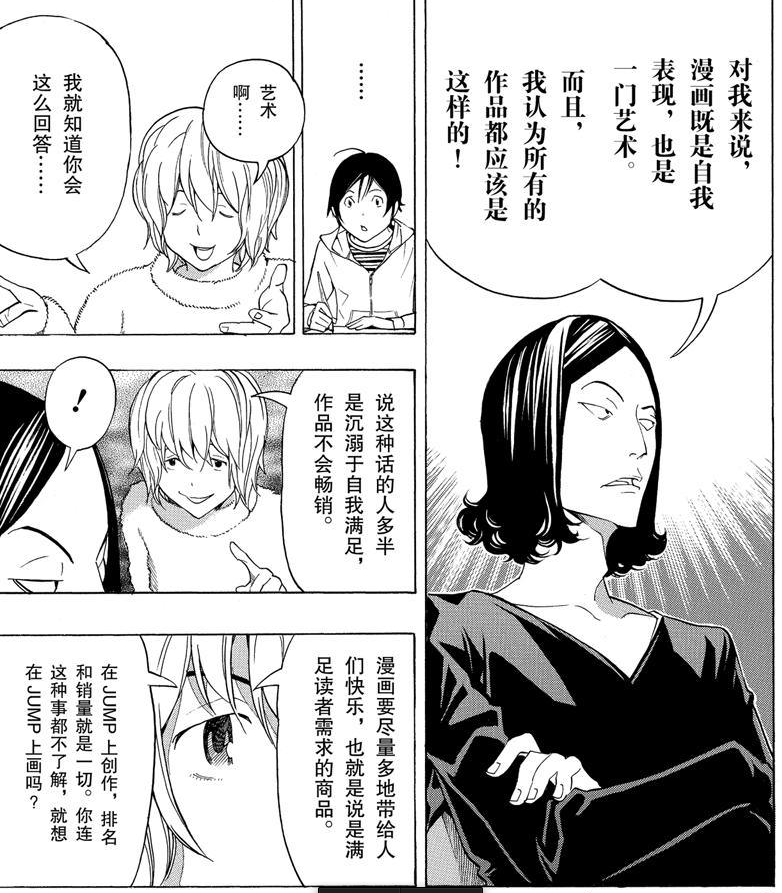 对我来说，
漫画既是自我
表现，也是
一门艺术。
而且，
我认为所有的
作品都应该是
这样的！
……
艺术
啊……
我就知道你会
这么回答……
说这种话的人多半
是沉溺于自我满足，
作品不会畅销。
！
漫画要尽量多地带给人
们快乐，也就是说是满
足读者需求的商品。
在JUMP上创作，排名
和销量就是一切。你连
这种事都不了解，就想
在JUMP上画吗？